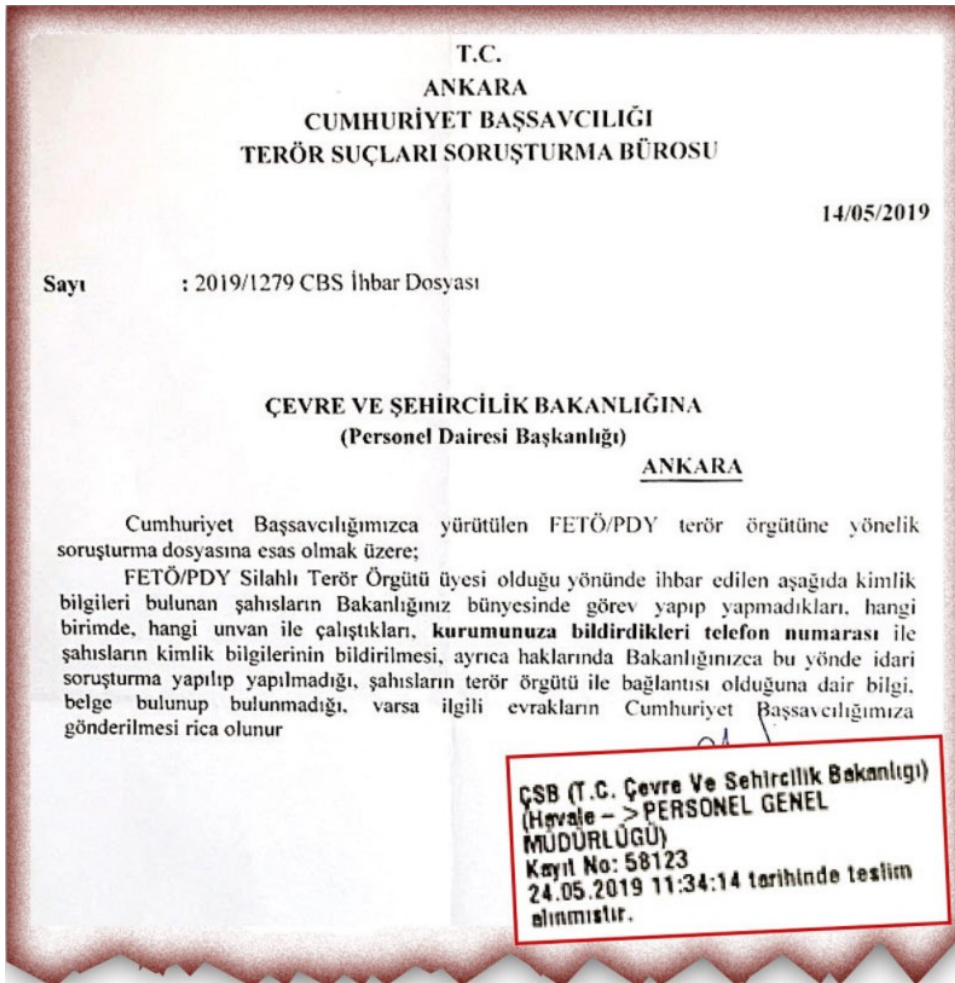 T.C.
ANKARA
CUMHURİYET BAŞSAVCILIĞI
TERÖR SUÇLARI SORUŞTURMA BÜROSU
14/05/2019
Sayı : 2019/1279 CBS İhbar Dosyası
ÇEVRE VE ŞEHİRCİLİK BAKANLIĞINA
(Personel Dairesi Başkanlığı)
ANKARA
Cumhuriyet Başsavcılığımızca yürütülen FETÖ/PDY terör örgütüne yönelik
soruşturma dosyasına esas olmak üzere;
FETÖ/PDY Silahlı Terör Örgütü üyesi olduğu yönünde ihbar edilen aşağıda kimlik
bilgileri bulunan şahısların Bakanlığınız bünyesinde görev yapıp yapmadıkları, hangi
birimde, hangi unvan ile çalıştıkları, kurumunuza bildirdikleri telefon numarası ile
şahısların kimlik bilgilerinin bildirilmesi, ayrıca haklarında Bakanlığınızca bu yönde idari
soruşturma yapılıp yapılmadığı, şahısların terör örgütü ile bağlantısı olduğuna dair bilgi,
belge bulunup bulunmadığı, varsa ilgili evrakların Cumhuriyet Başsavcılığımıza
gönderilmesi rica olunur
ÇSB (T.C. Çevre Ve Sehircilik Bakanlıgı)
(Havale - >PERSONEL GENEL
MÜDÜRLÜGÜ)
Kayıt No: 58123
24.05.2019 11:34:14 tarihinde teslim
alınmıstır.